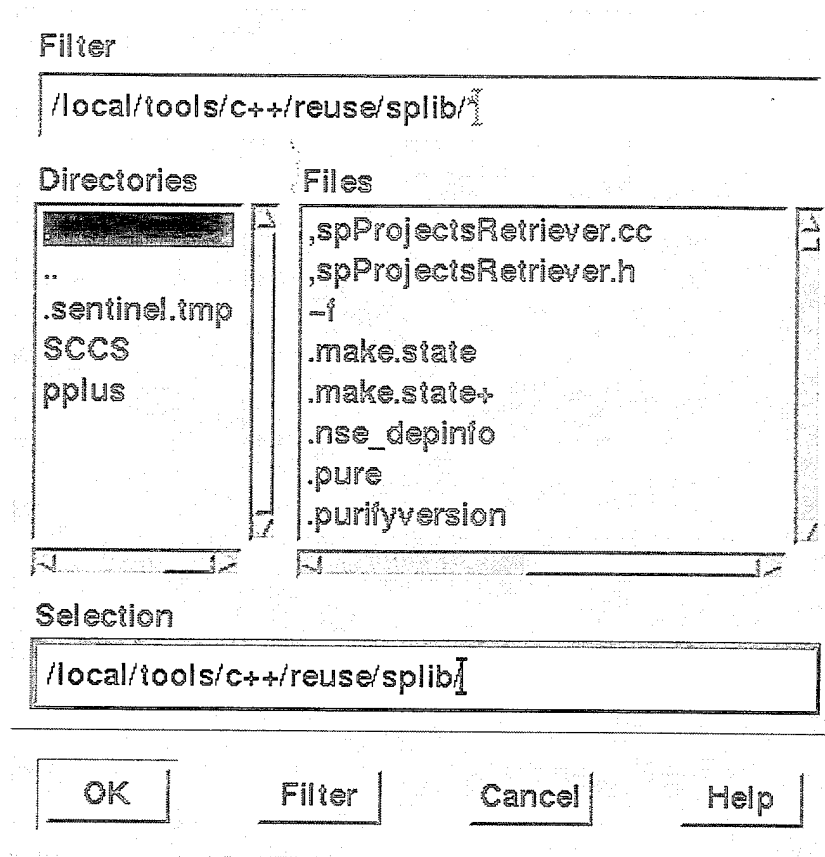 Filter
/local/tools/c++/reuse/splib/*
Directories
.
..
.sentinel.tmp
SCCS
pplus
Files
,spProjectsRetriever.cc
,spProjectsRetriever.h
-f
.make.state
.make.state+
.nse_depinfo
.pure
.purifyversion
Selection
/local/tools/c++/reuse/splib/
OK
Filter
Cancel
Help